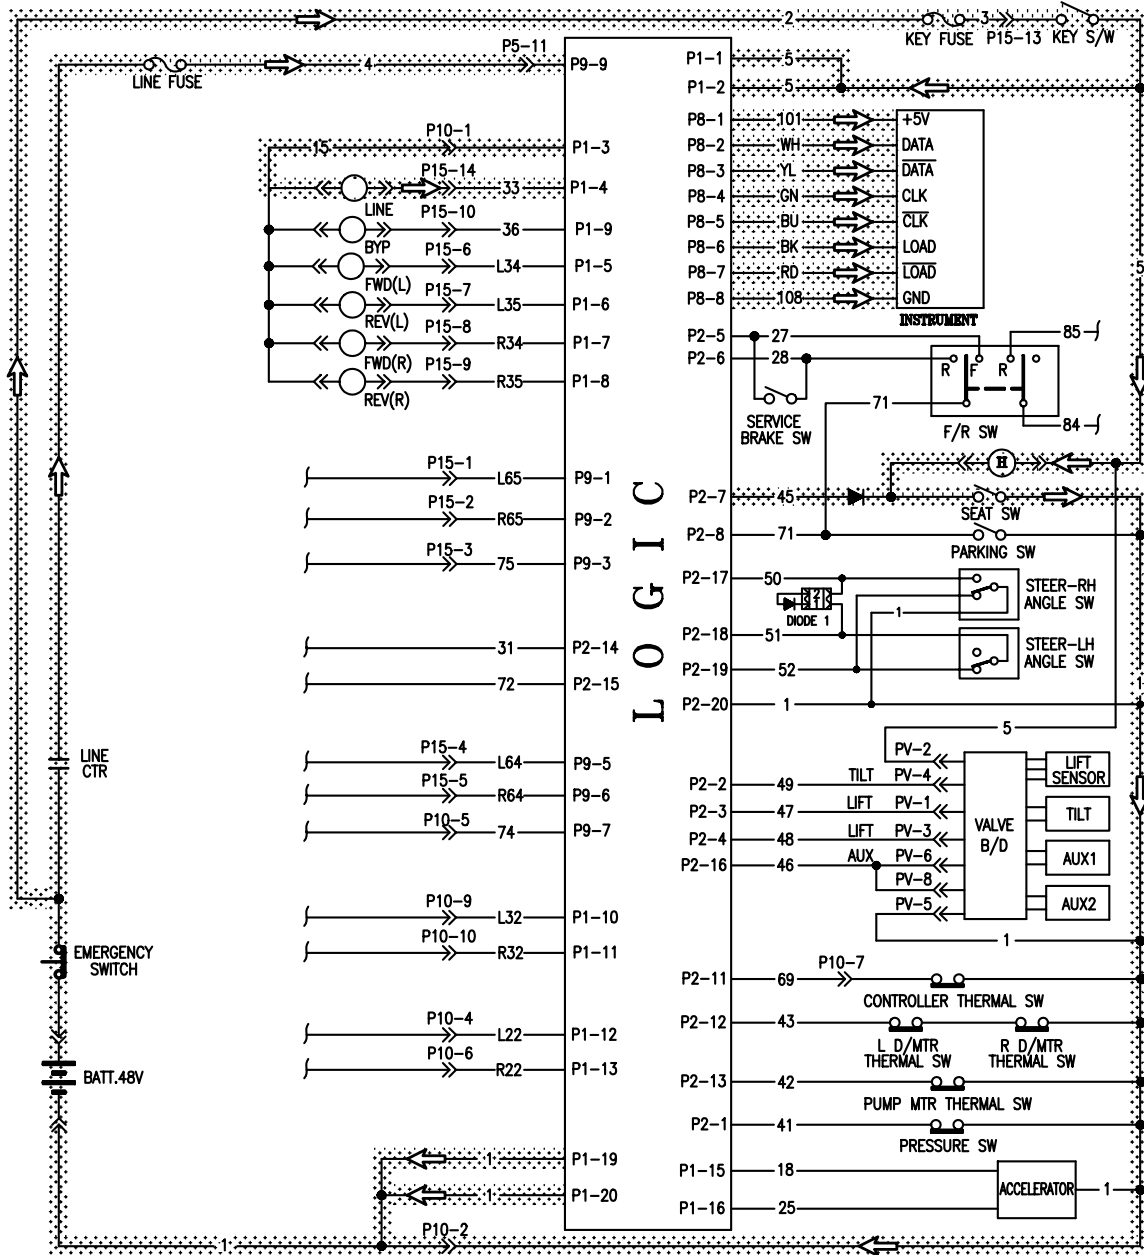 2
KEY FUSE
3
P15-13
KEY S/W
LINE FUSE
4
P5-11
P9-9
P1-1
5
P1-2
5
P8-1
101
+5V
P8-2
WH
DATA
P8-3
YL
DATA
P8-4
GN
CLK
P8-5
BU
CLK
P8-6
BK
LOAD
P8-7
RD
LOAD
P8-8
108
GND
INSTRUMENT
5
15
P10-1
P1-3
P15-14
33
P1-4
LINE
P15-10
36
P1-9
BYP
P15-6
L34
P1-5
FWD(L)
P15-7
L35
P1-6
REV(L)
P15-8
R34
P1-7
FWD(R)
P15-9
R35
P1-8
REV(R)
P2-5
27
P2-6
28
SERVICE
BRAKE SW
R
F
R
85
84
F/R SW
71
H
P15-1
L65
P9-1
P15-2
R65
P9-2
P15-3
75
P9-3
31
P2-14
72
P2-15
LOGIC
P2-7
45
SEAT SW
P2-8
71
PARKING SW
P2-17
50
2
1
DIODE 1
1
STEER-RH
ANGLE SW
P2-18
51
STEER-LH
ANGLE SW
P2-19
52
P2-20
1
1
LINE
CTR
P15-4
L64
P9-5
P15-5
R64
P9-6
P10-5
74
P9-7
5
PV-2
P2-2
49
TILT
PV-4
P2-3
47
LIFT
PV-1
P2-4
48
LIFT
PV-3
P2-16
46
AUX
PV-6
PV-8
PV-5
1
VALVE
B/D
LIFT
SENSOR
TILT
AUX1
AUX2
EMERGENCY
SWITCH
BATT.48V
P10-9
L32
P1-10
P10-10
R32
P1-11
P10-4
L22
P1-12
P10-6
R22
P1-13
P2-11
69
P10-7
CONTROLLER THERMAL SW
P2-12
43
L D/MTR
THERMAL SW
R D/MTR
THERMAL SW
P2-13
42
PUMP MTR THERMAL SW
P2-1
41
PRESSURE SW
1
P1-19
1
P1-20
P1-15
18
P1-16
25
ACCELERATOR
1
1
P10-2